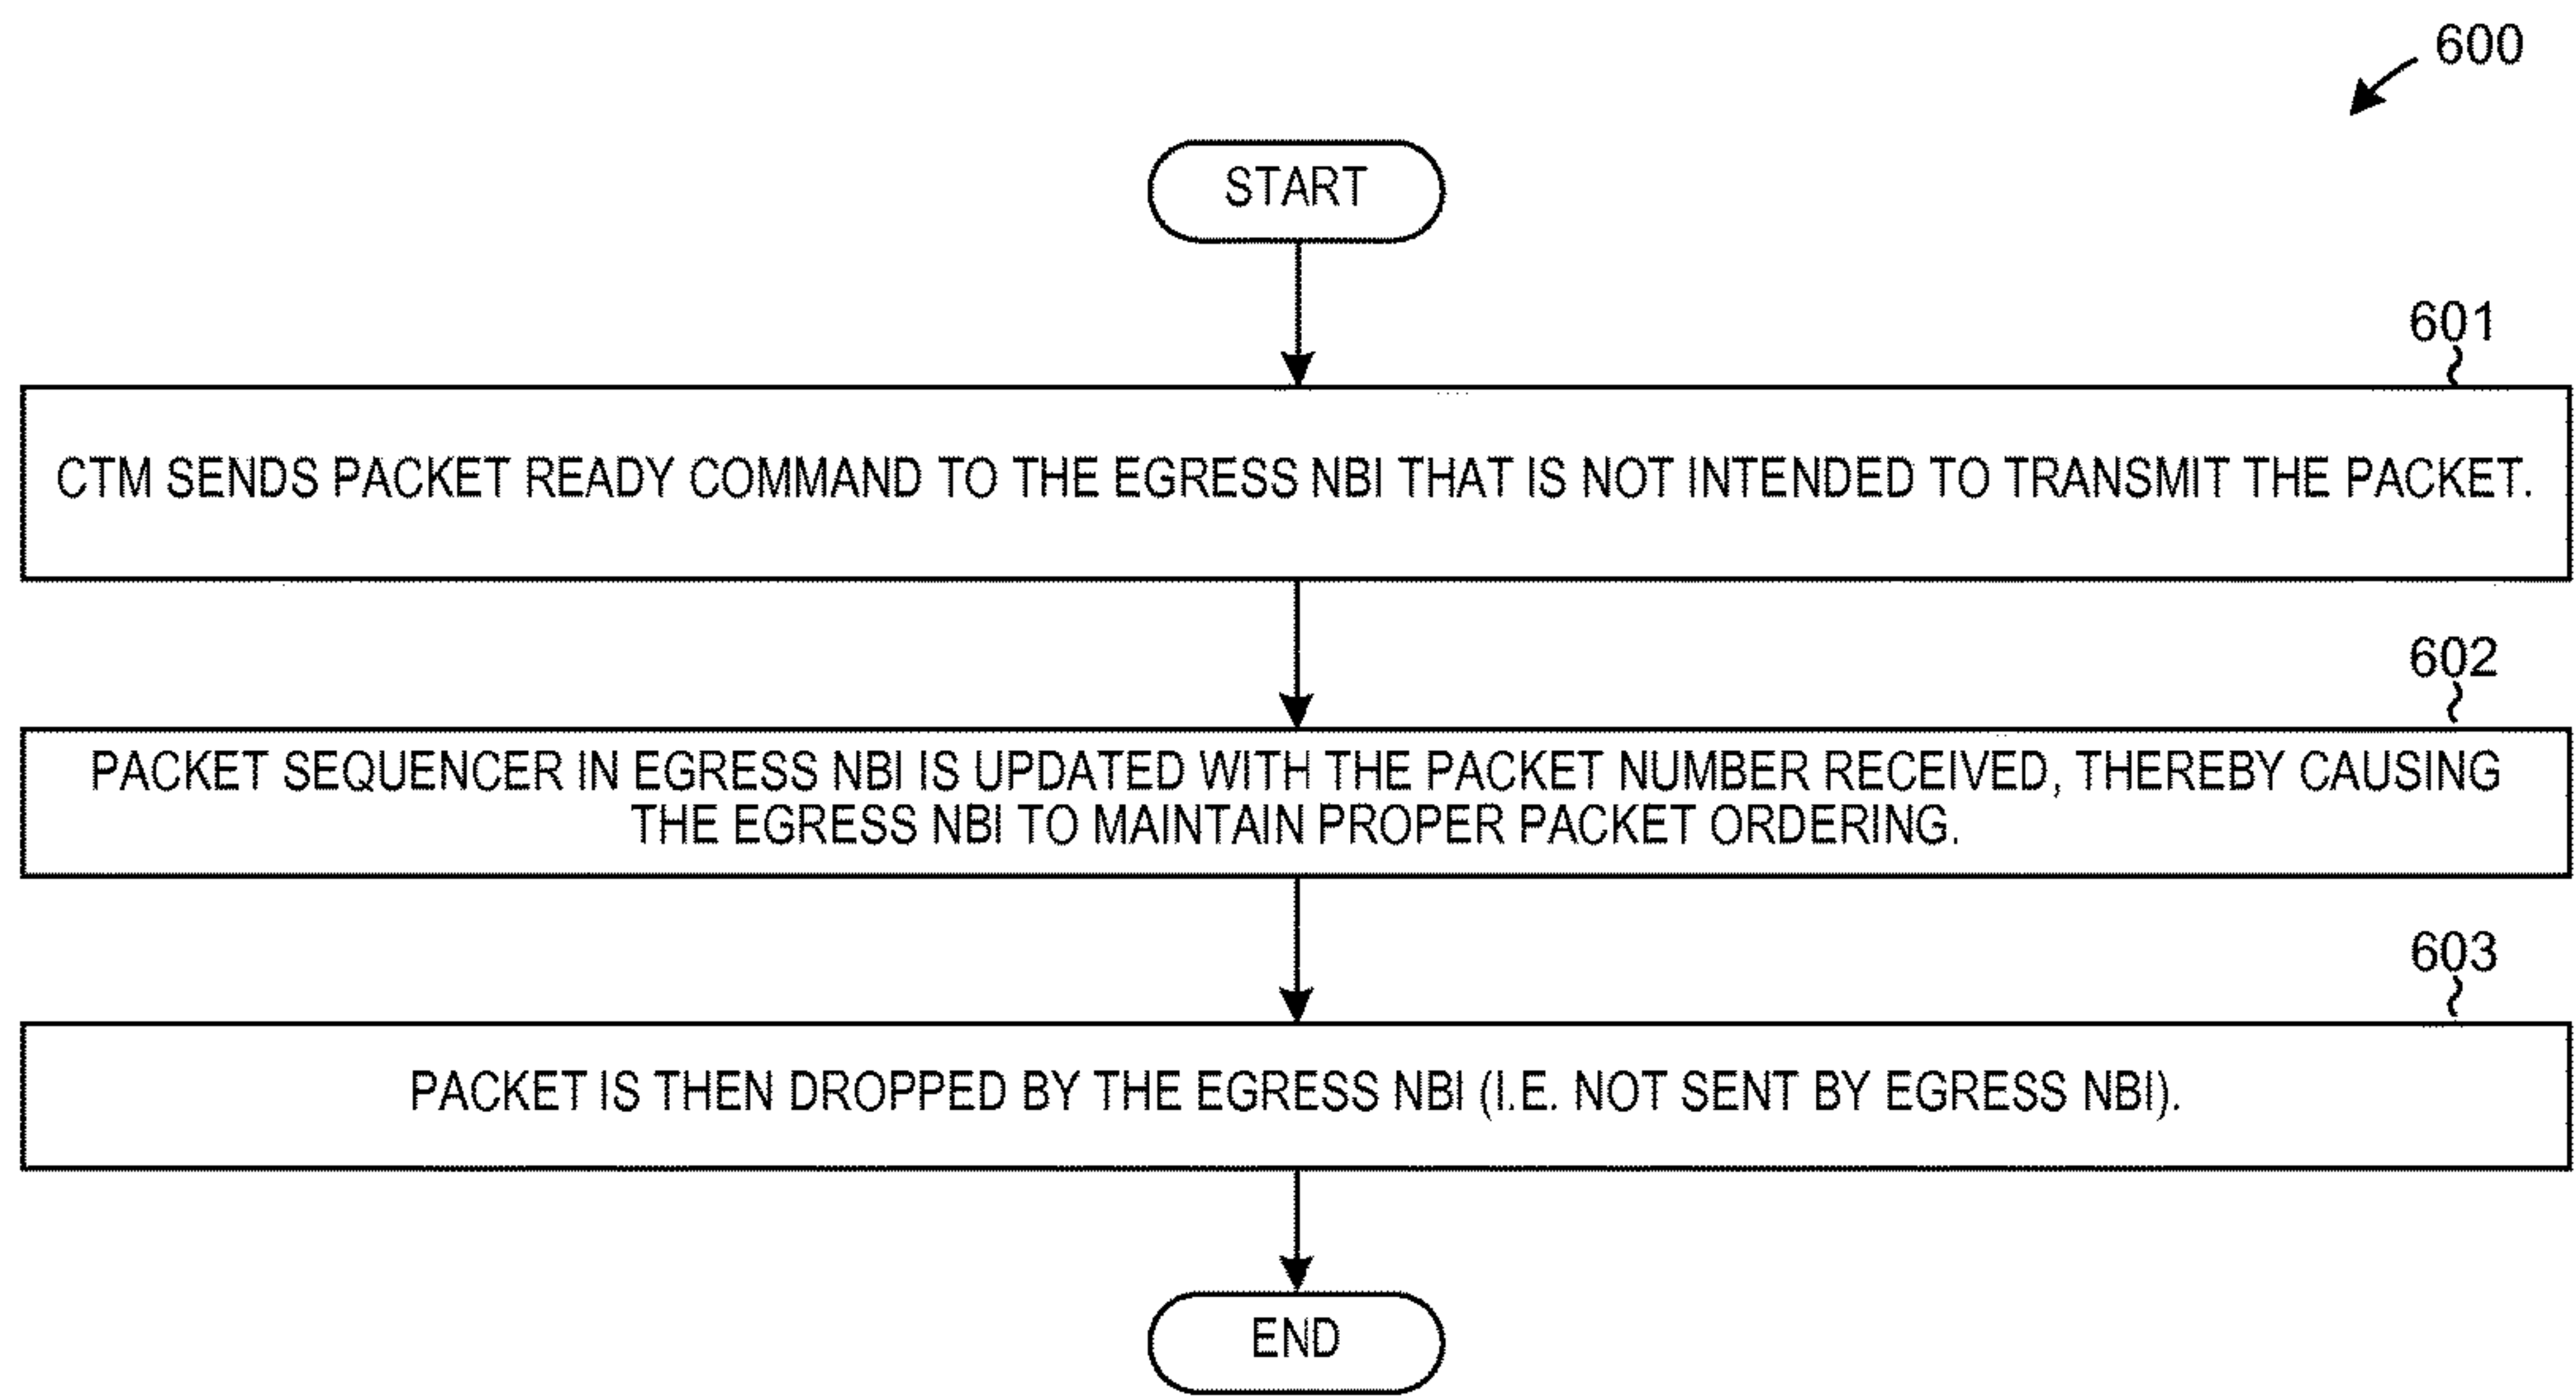 600
START
601
CTM SENDS PACKET READY COMMAND TO THE EGRESS NBI THAT IS NOT INTENDED TO TRANSMIT THE PACKET.
602
PACKET SEQUENCER IN EGRESS NBI IS UPDATED WITH THE PACKET NUMBER RECEIVED, THEREBY CAUSING
THE EGRESS NBI TO MAINTAIN PROPER PACKET ORDERING.
603
PACKET IS THEN DROPPED BY THE EGRESS NBI (I.E. NOT SENT BY EGRESS NBI).
END